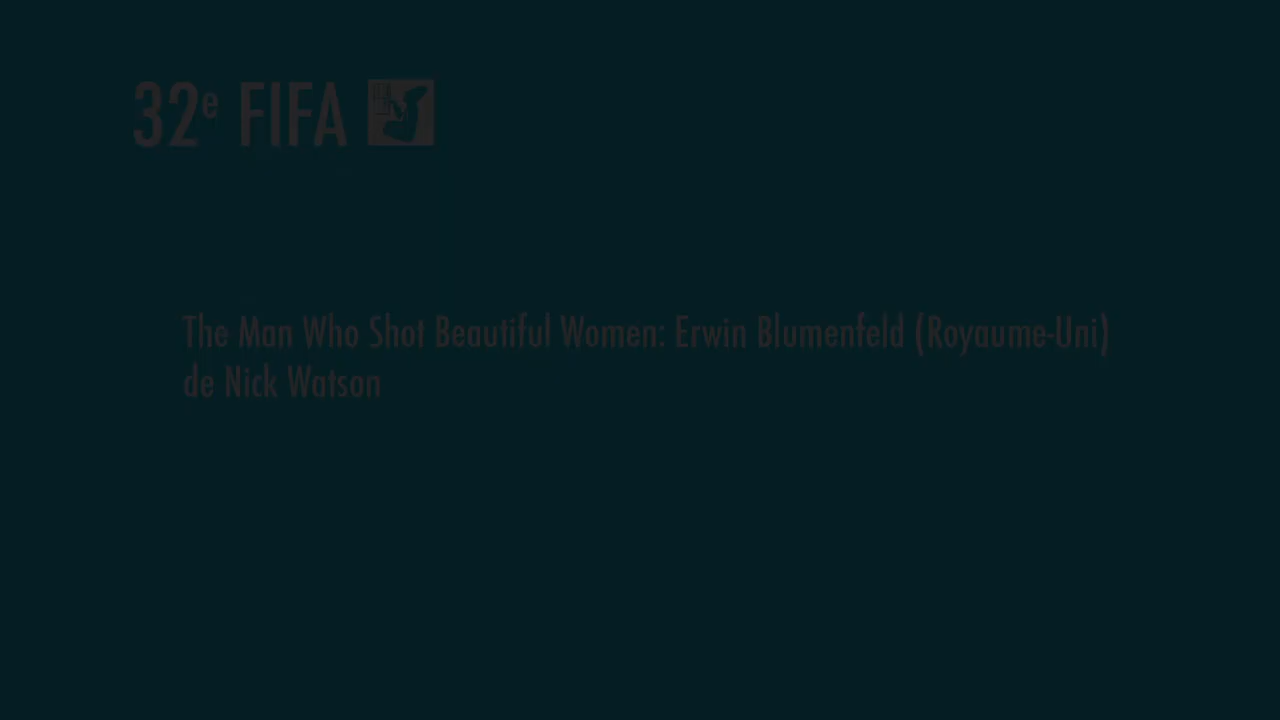 32e FIFA
The Man Who Shot Beautiful Women: Erwin Blumenfeld (Royaume-Uni)
de Nick Watson